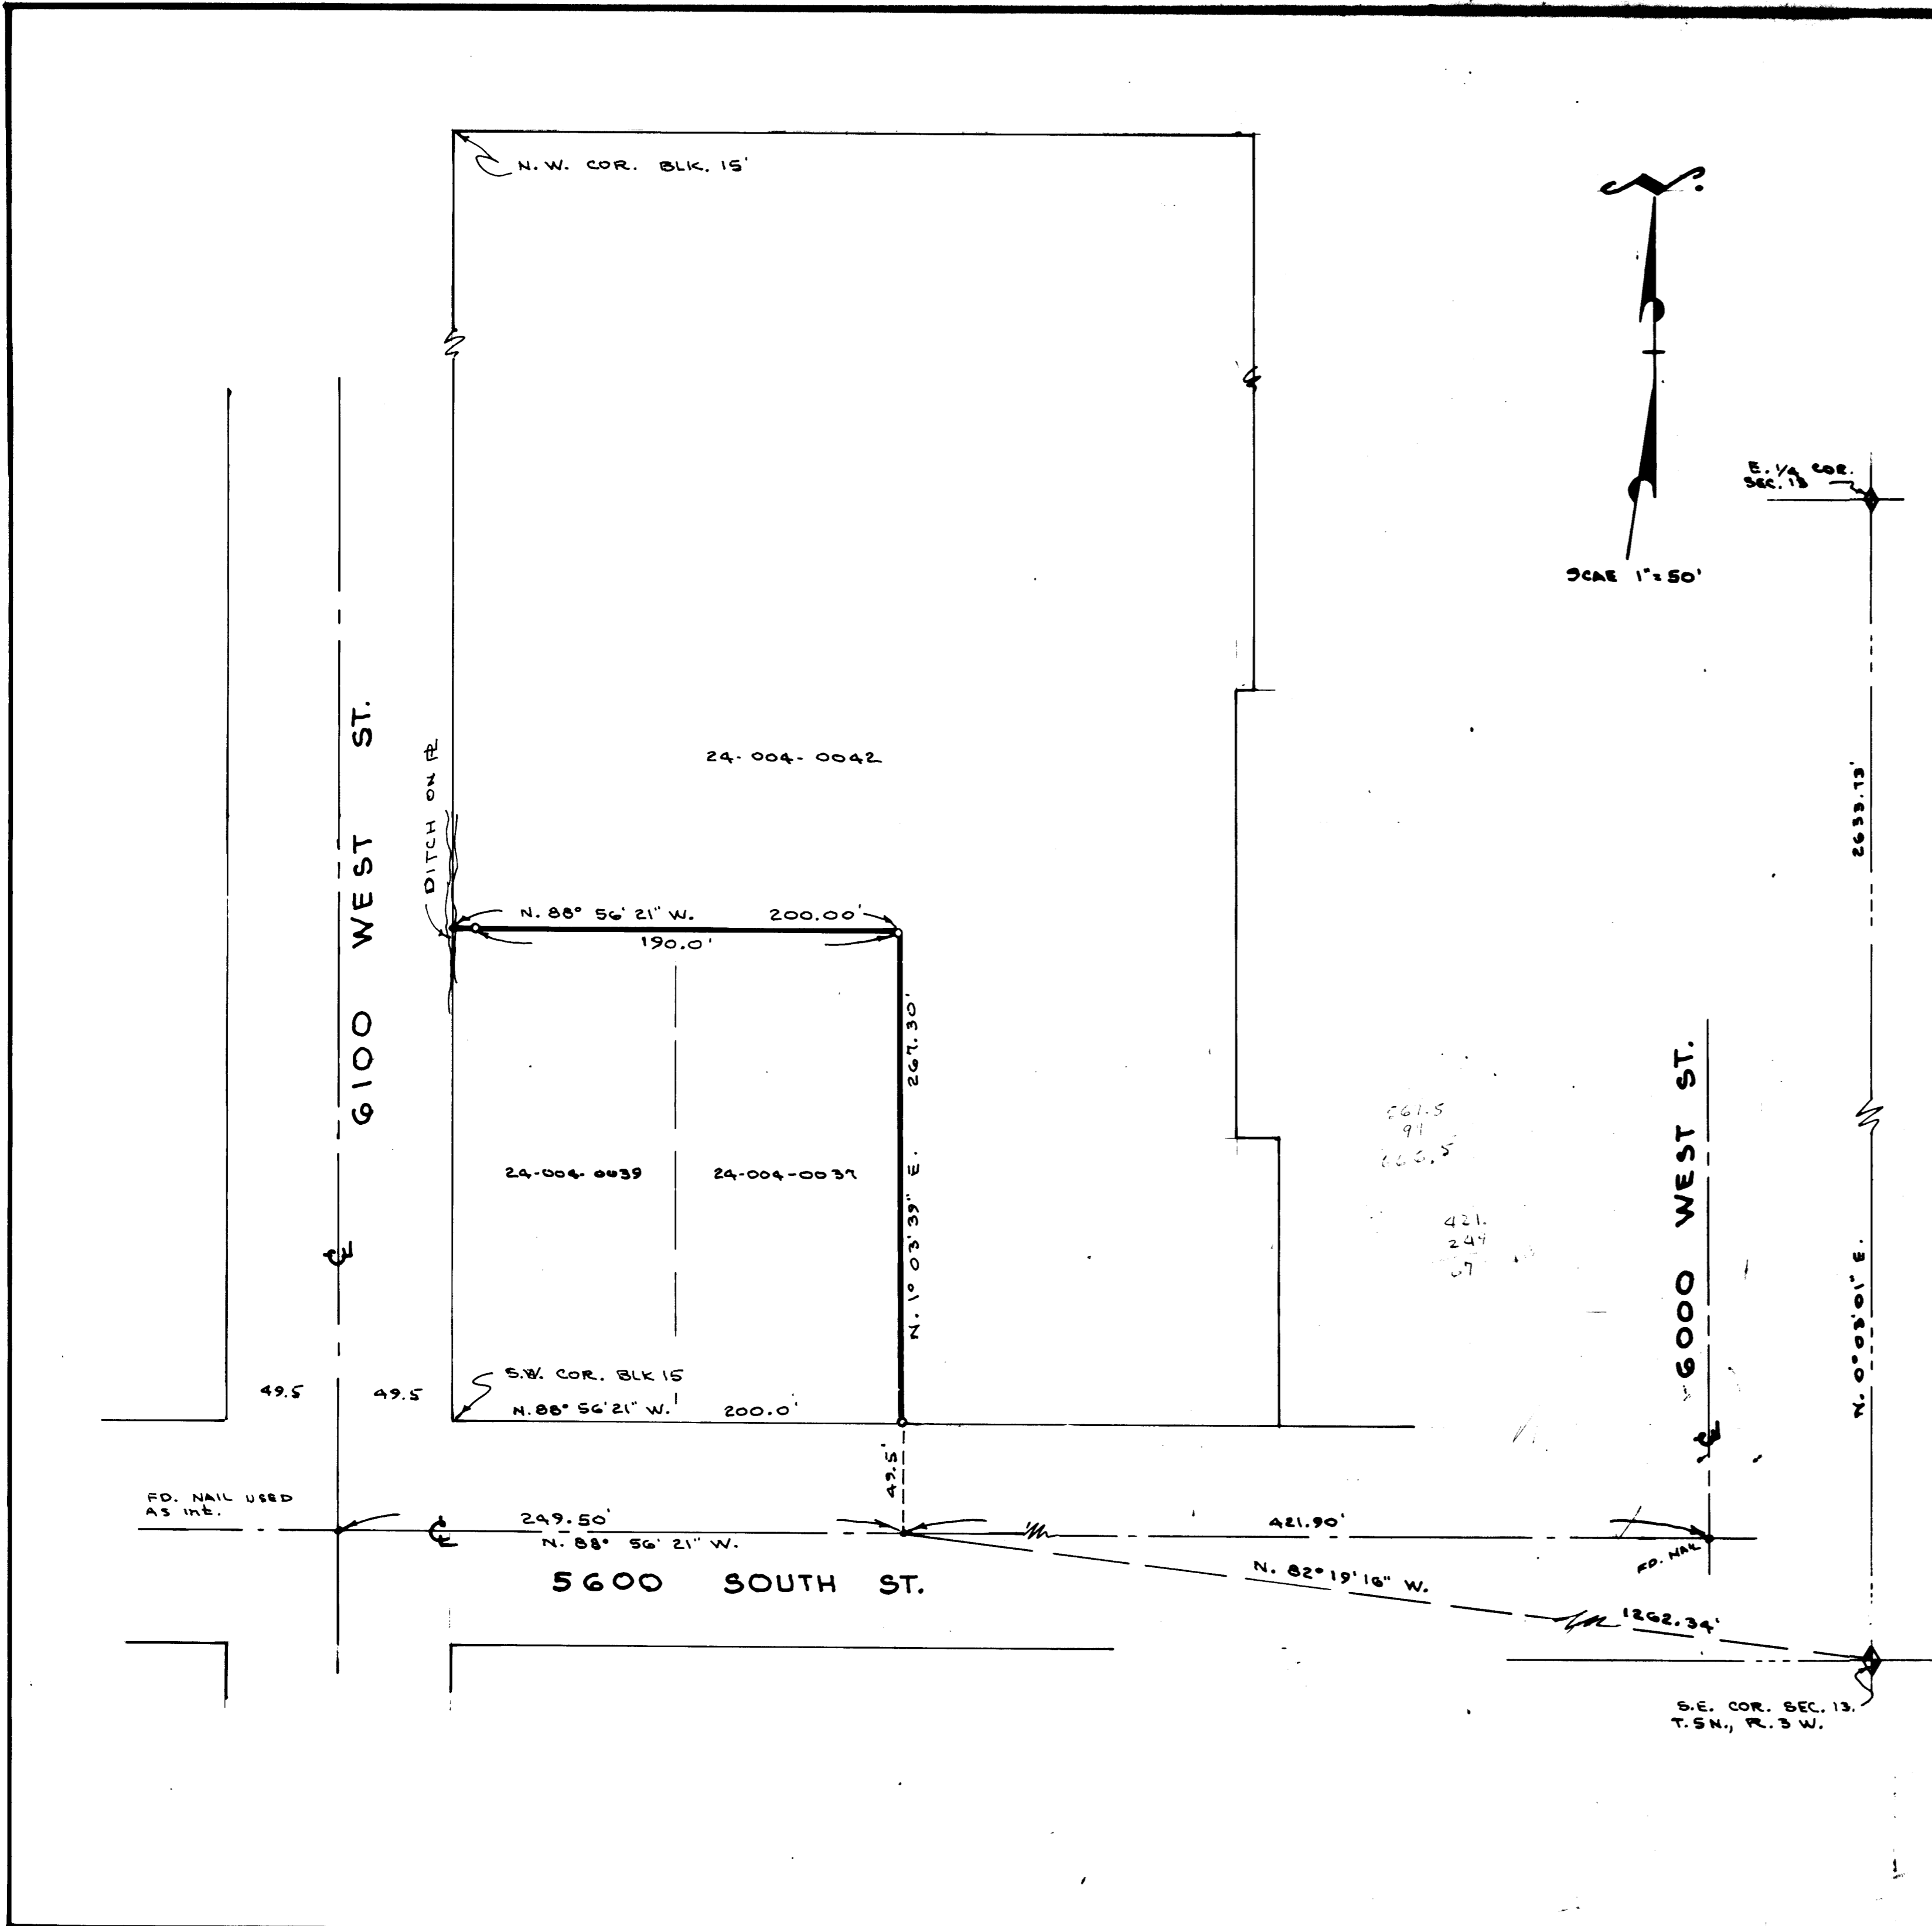 N. W. COR. BLK. 15'
E. 1/4 COR.
SEC. 13
SCAE 1"=50'
6100 WEST ST.
DITCH ON PL
24-004-0042
2633.73'
N. 0° 03' 01" E.
N. 88° 56' 21" W. 200.00'
190.0'
N. 1° 03' 39" E. 267.30'
24-004-0039
24-004-0037
6000 WEST ST.
421.
49.5
49.5
S.W. COR. BLK 15
N. 88° 56' 21" W. 200.0'
49.5'
FD. NAIL USED
AS INT.
249.50'
N. 88° 56' 21" W.
421.90'
FD. NAIL
5600 SOUTH ST.
N. 82° 19' 16" W.
1262.34'
S.E. COR. SEC. 13.
T. 5 N., R. 3 W.